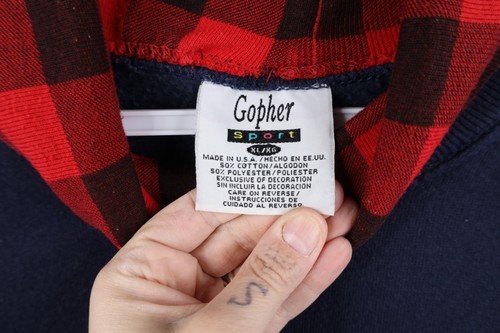 Gopher
Sport
XL/XG
MADE IN U.S.A./HECHO EN EE.UU.
50% COTTON/ALGODON
50% POLYESTER/POLIESTER
EXCLUSIVE OF DECORATION
SIN INCLUIR LA DECORACION
CARE ON REVERSE/
INSTRUCCIONES DE
CUIDADO AL REVERSO